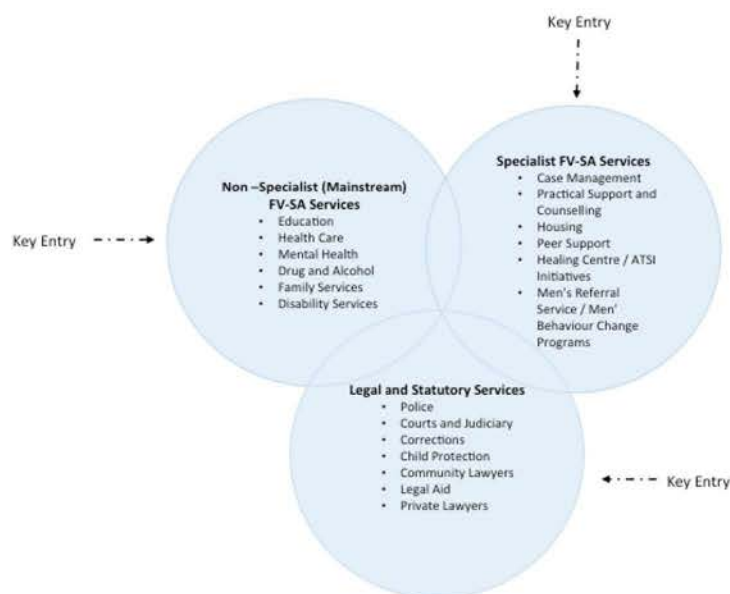 Key Entry
Specialist FV-SA Services
• Case Management
• Practical Support and
Counselling
• Housing
• Peer Support
• Healing Centre / ATSI
Initiatives
• Men's Referral
Service / Men'
Behaviour Change
Programs
Non –Specialist (Mainstream)
FV-SA Services
• Education
• Health Care
• Mental Health
• Drug and Alcohol
• Family Services
• Disability Services
Key Entry
Legal and Statutory Services
• Police
• Courts and Judiciary
• Corrections
• Child Protection
• Community Lawyers
• Legal Aid
• Private Lawyers
Key Entry